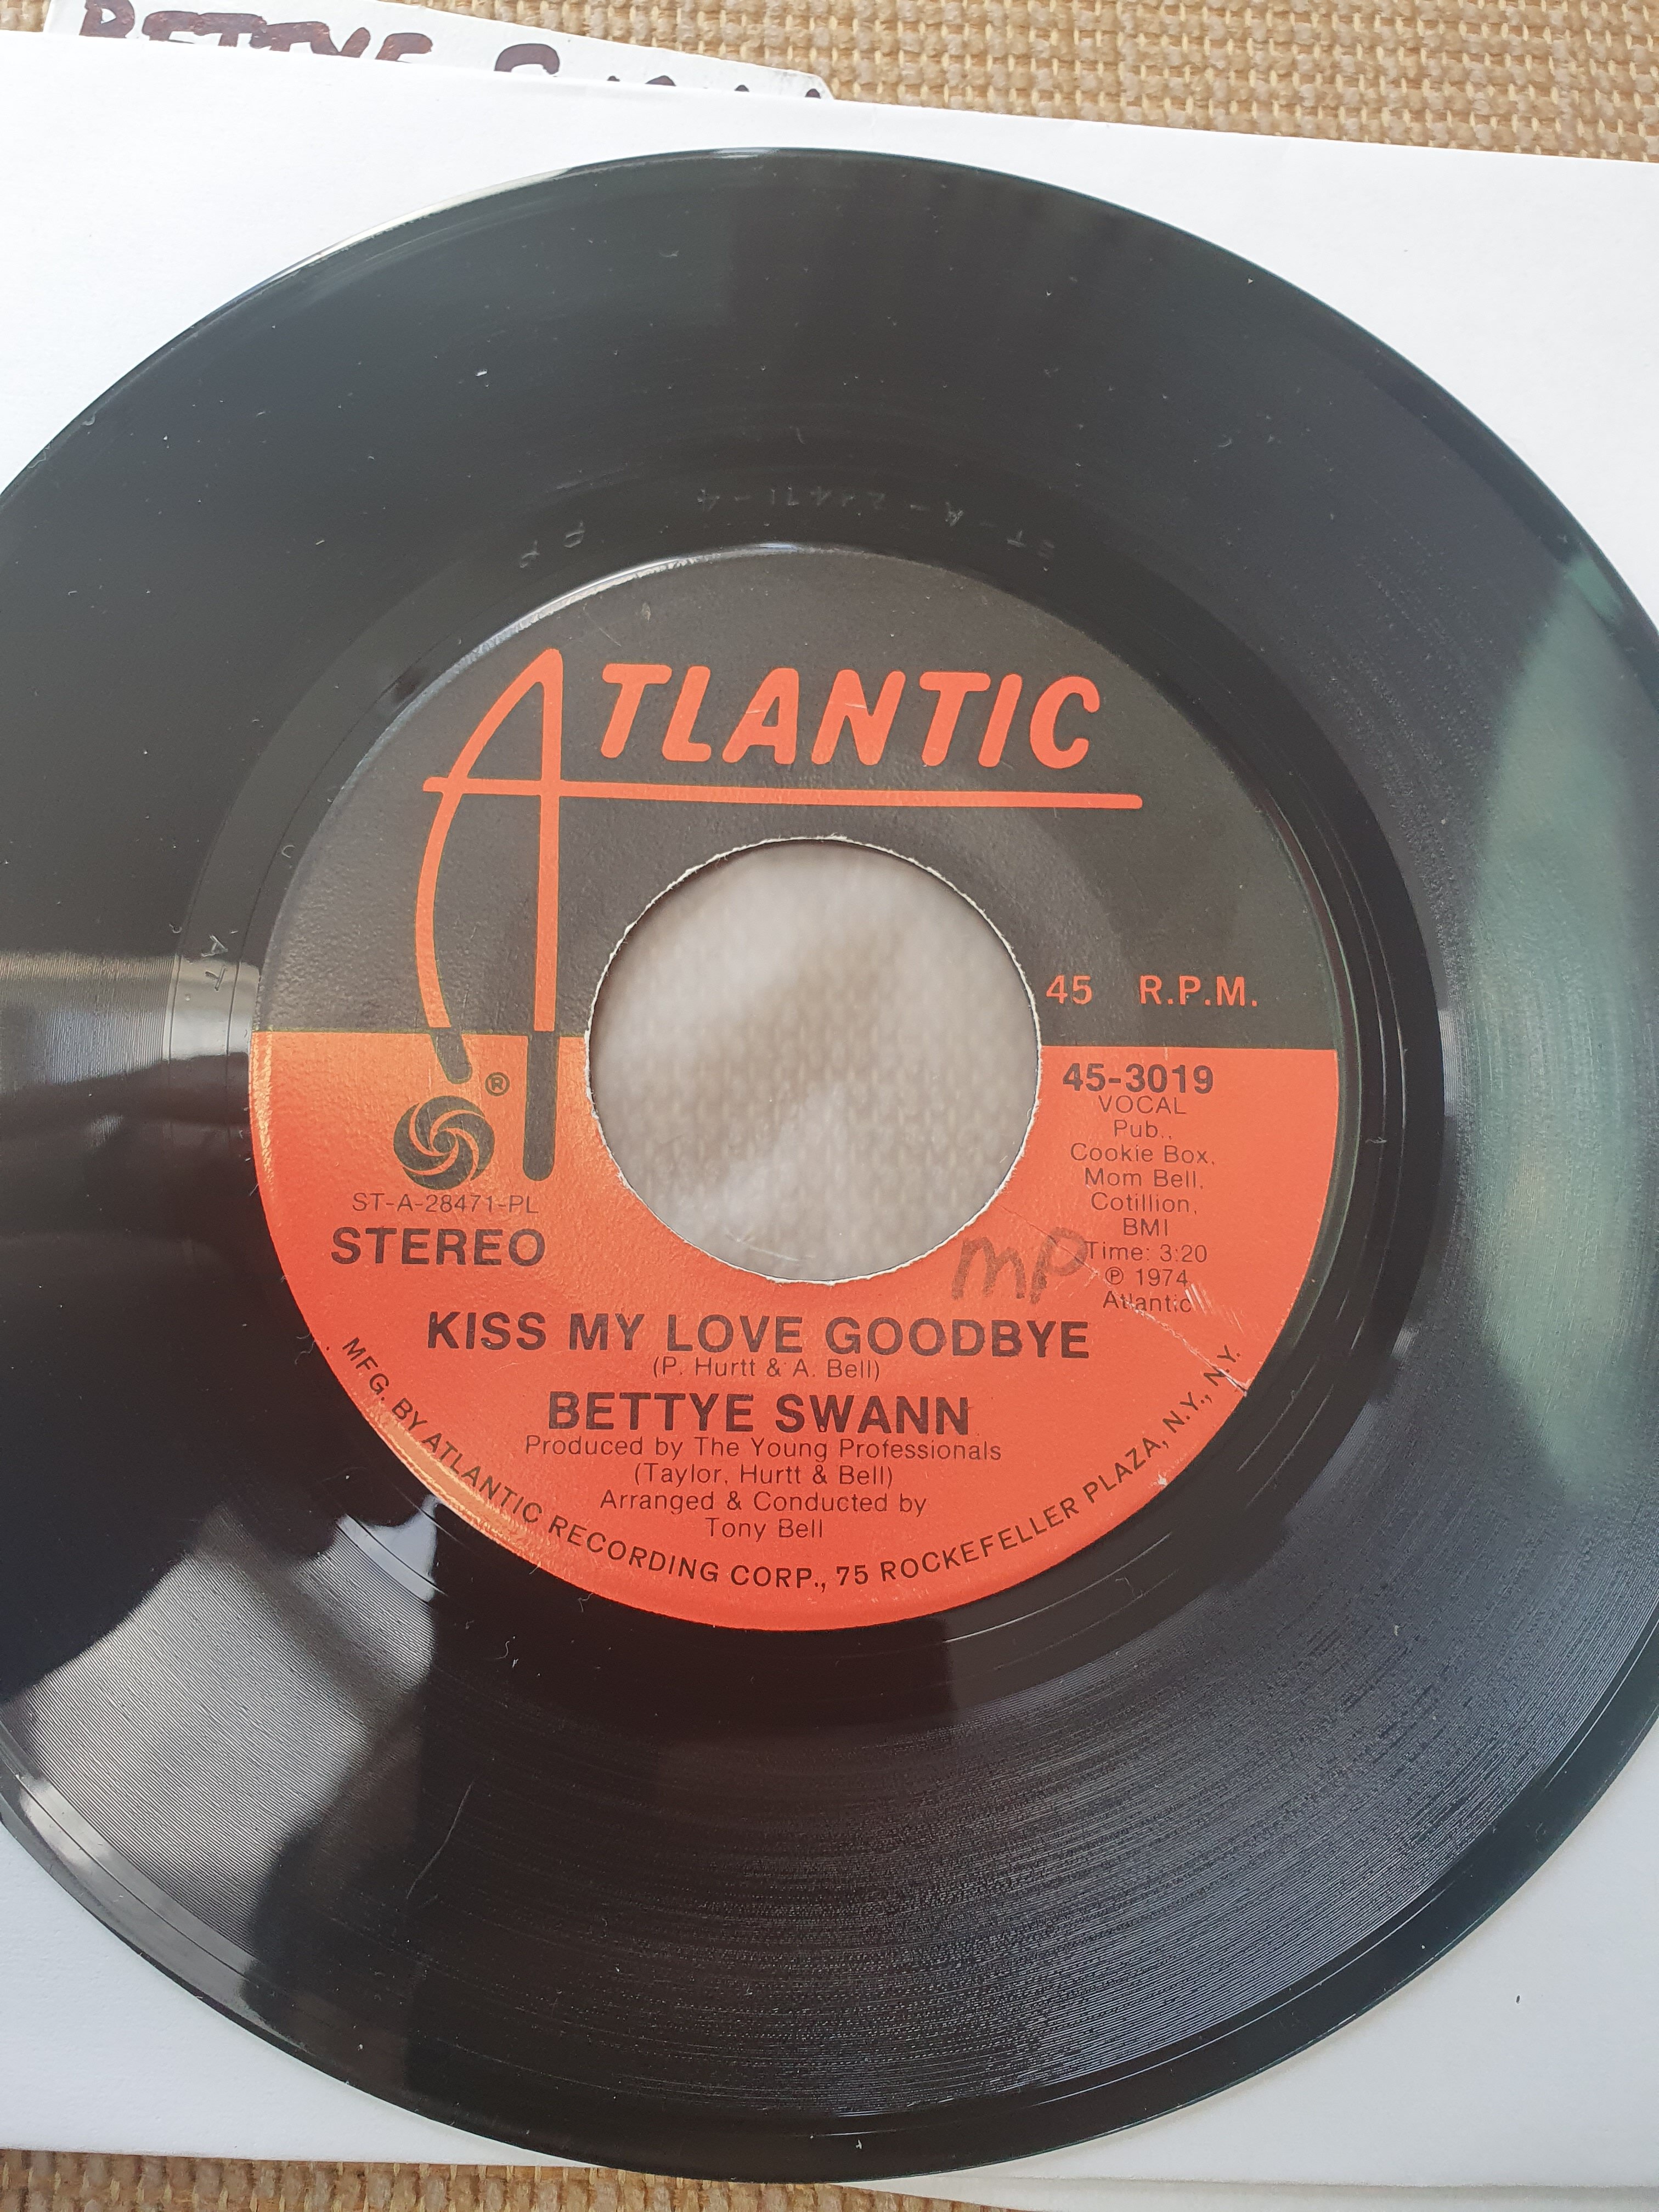 BETTYE
ATLANTIC
45 R.P.M.
®
45-3019
VOCAL
Pub.,
Cookie Box,
Mom Bell,
Cotillion,
BMI
Time: 3:20
℗ 1974
Atlantic
ST-A-28471-PL
STEREO
MP
KISS MY LOVE GOODBYE
(P. Hurtt & A. Bell)
BETTYE SWANN
Produced by The Young Professionals
(Taylor, Hurtt & Bell)
Arranged & Conducted by
Tony Bell
MFG. BY ATLANTIC RECORDING CORP., 75 ROCKEFELLER PLAZA, N.Y., N.Y.
AT